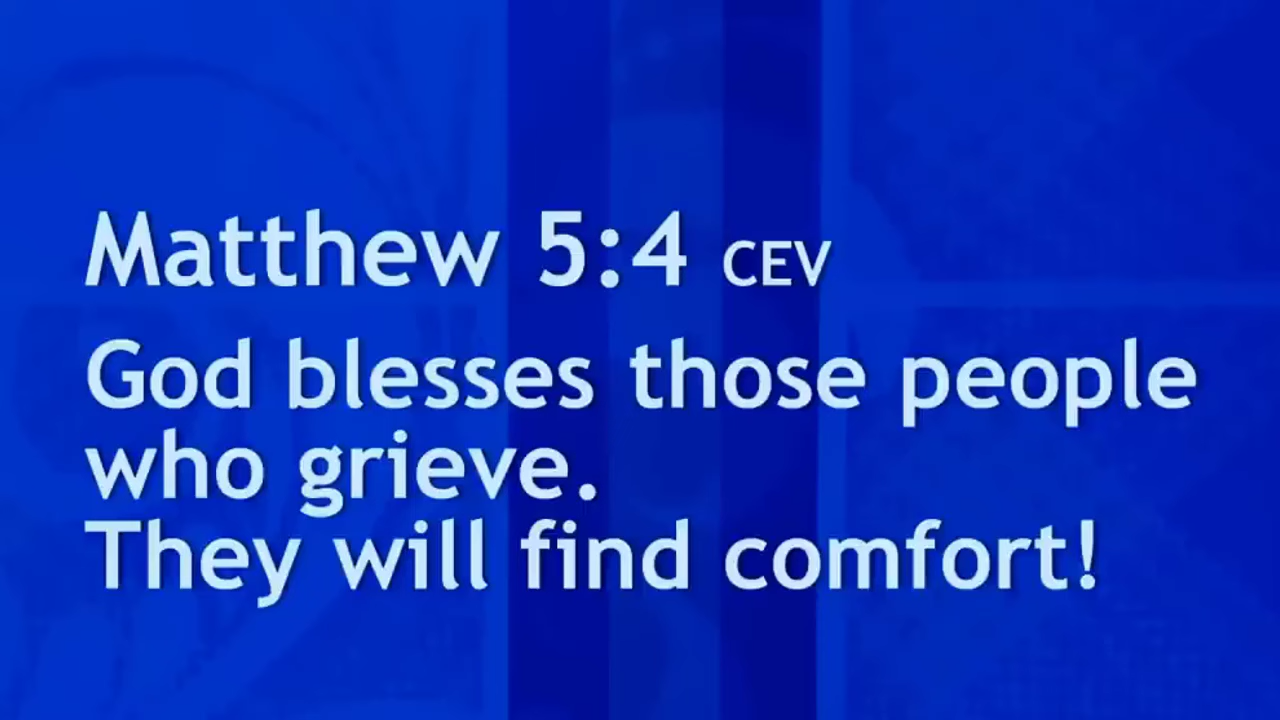 Matthew 5:4 CEV
God blesses those people
who grieve.
They will find comfort!